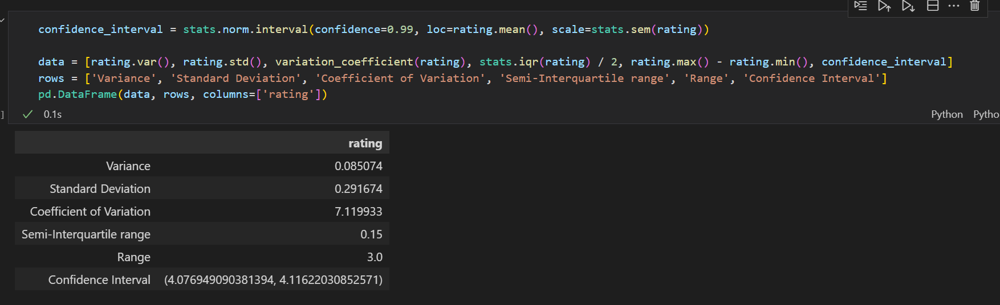 confidence_interval = stats.norm.interval(confidence=0.99, loc=rating.mean(), scale=stats.sem(rating))
data = [rating.var(), rating.std(), variation_coefficient(rating), stats.iqr(rating) / 2, rating.max() - rating.min(), confidence_interval]
rows = ['Variance', 'Standard Deviation', 'Coefficient of Variation', 'Semi-Interquartile range', 'Range', 'Confidence Interval']
pd.DataFrame(data, rows, columns=['rating'])
] 0.1s Python Pytho
rating
Variance 0.085074
Standard Deviation 0.291674
Coefficient of Variation 7.119933
Semi-Interquartile range 0.15
Range 3.0
Confidence Interval (4.076949090381394, 4.11622030852571)